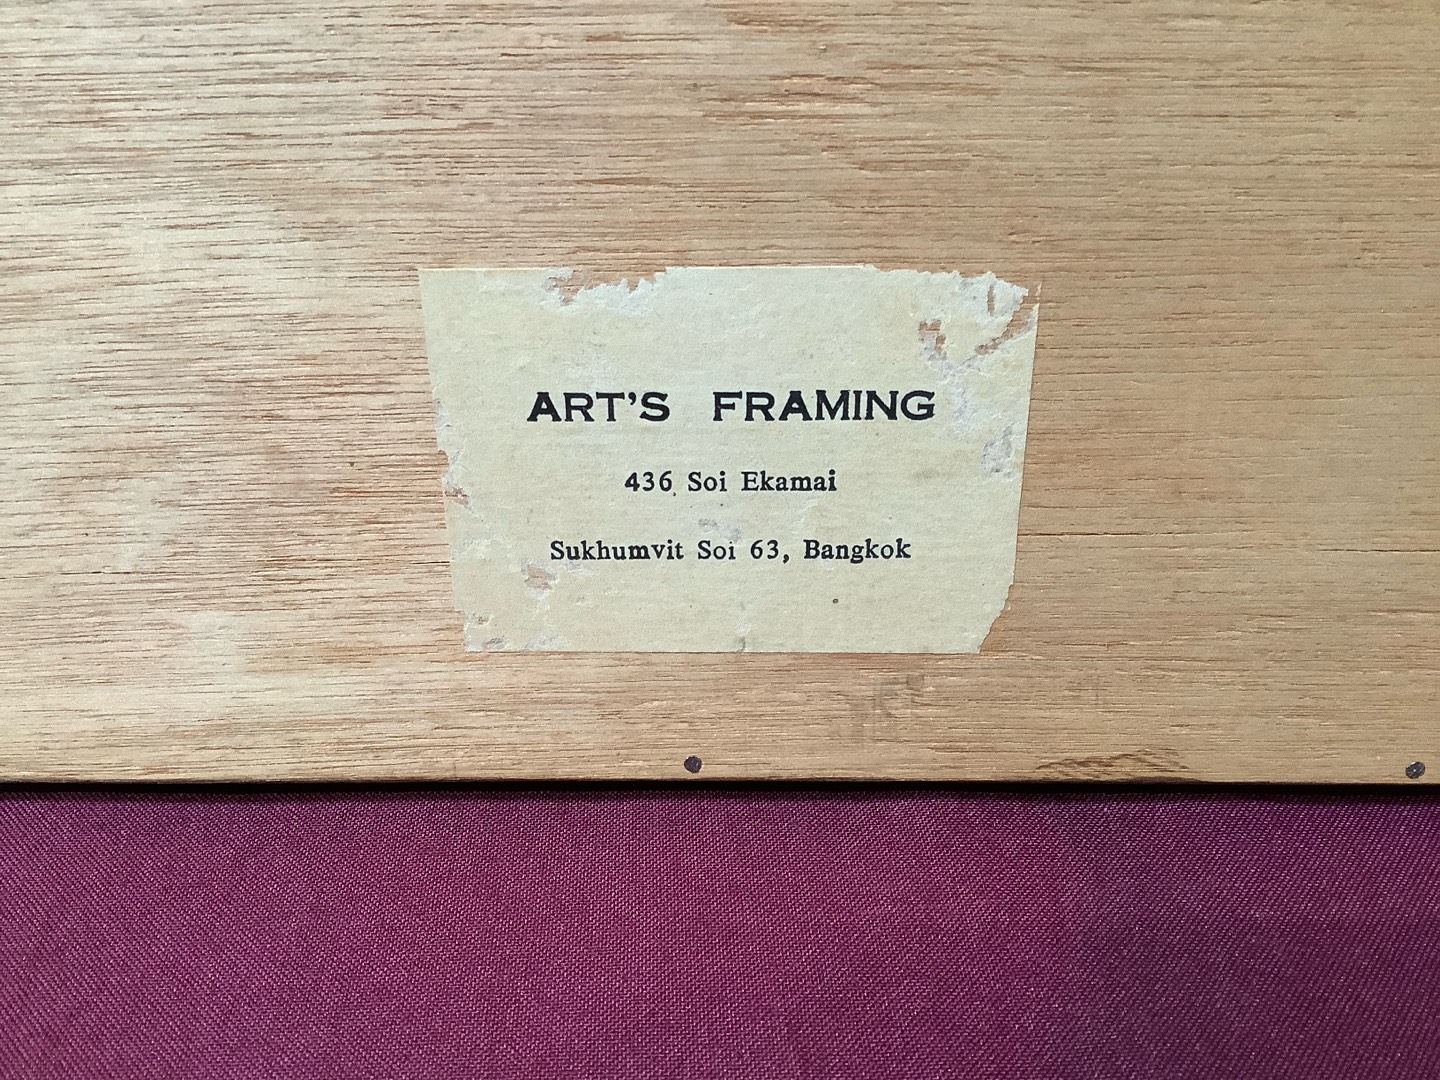 ART'S FRAMING
436 Soi Ekamai
Sukhumvit Soi 63, Bangkok